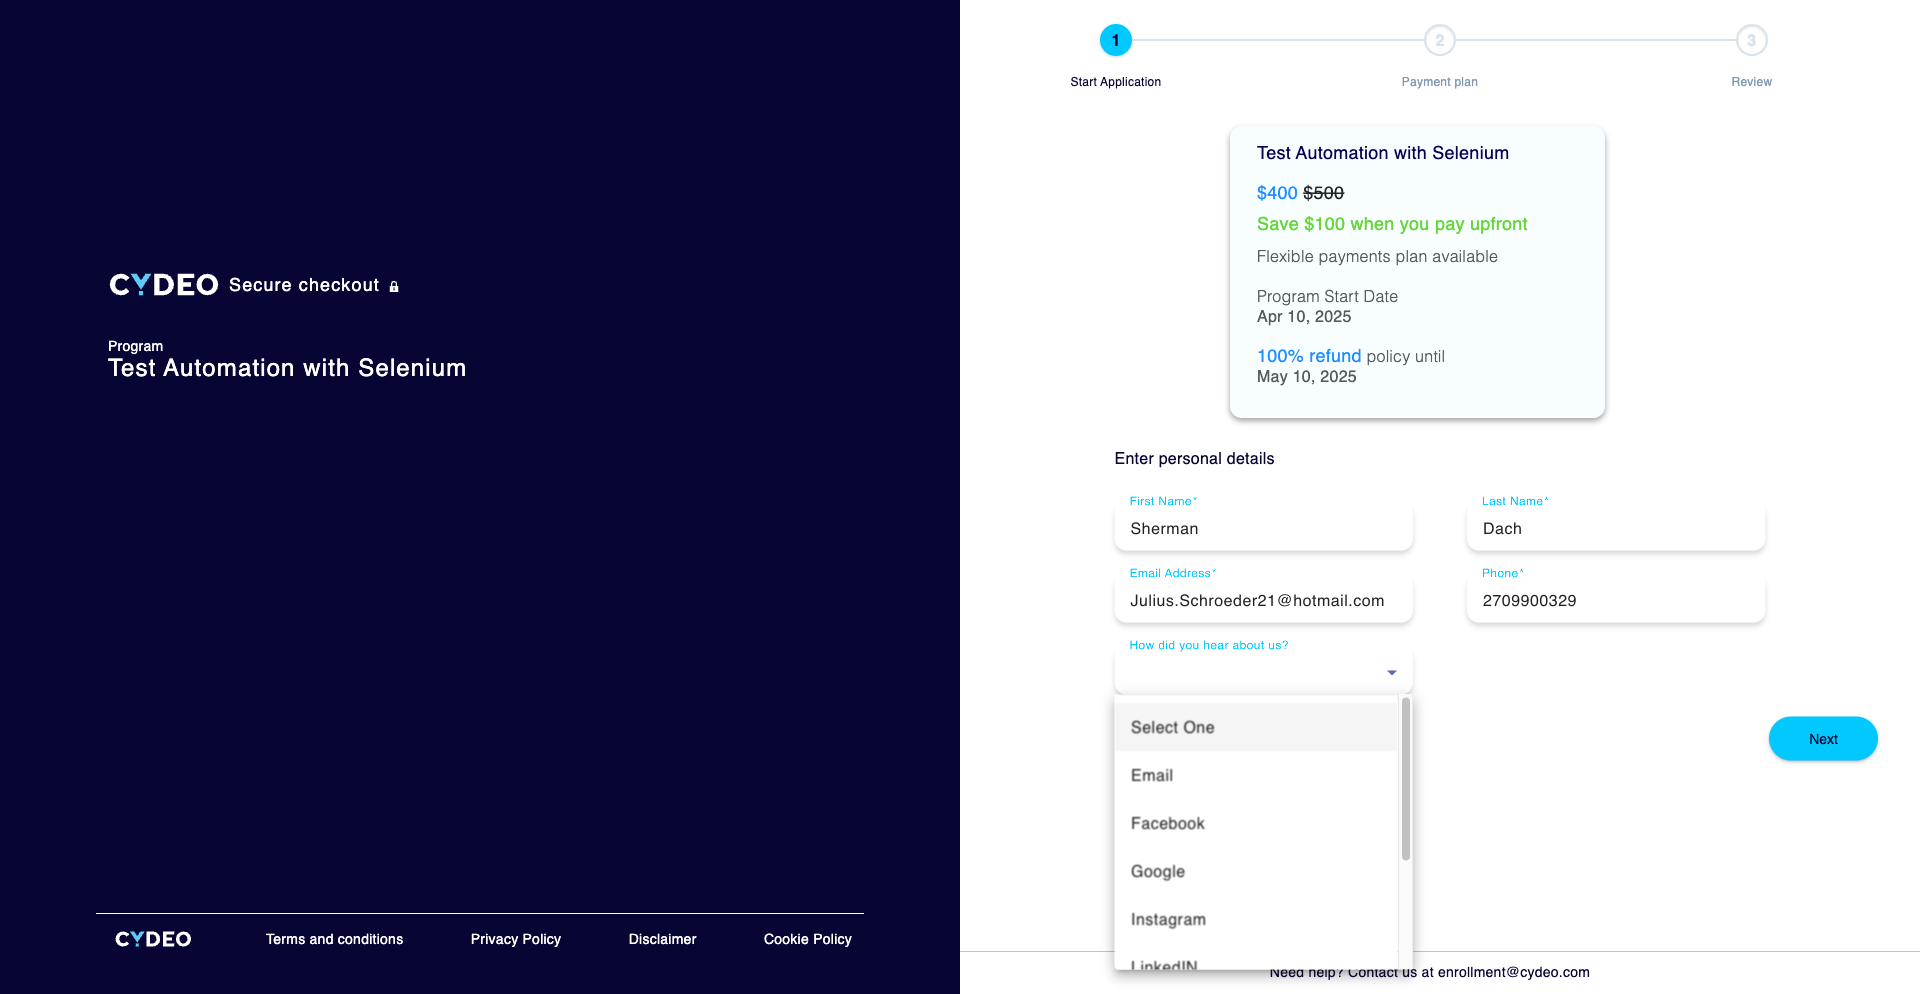 CYDEO Secure checkout
Program
Test Automation with Selenium
CYDEO Terms and conditions Privacy Policy Disclaimer Cookie Policy
1 2 3
Start Application Payment plan Review
Test Automation with Selenium
$400 $500
Save $100 when you pay upfront
Flexible payments plan available
Program Start Date
Apr 10, 2025
100% refund policy until
May 10, 2025
Enter personal details
First Name* Last Name*
Sherman Dach
Email Address* Phone*
Julius.Schroeder21@hotmail.com 2709900329
How did you hear about us?
Select One
Next
Email
Facebook
Google
Instagram
LinkedIN
Need help? Contact us at enrollment@cydeo.com